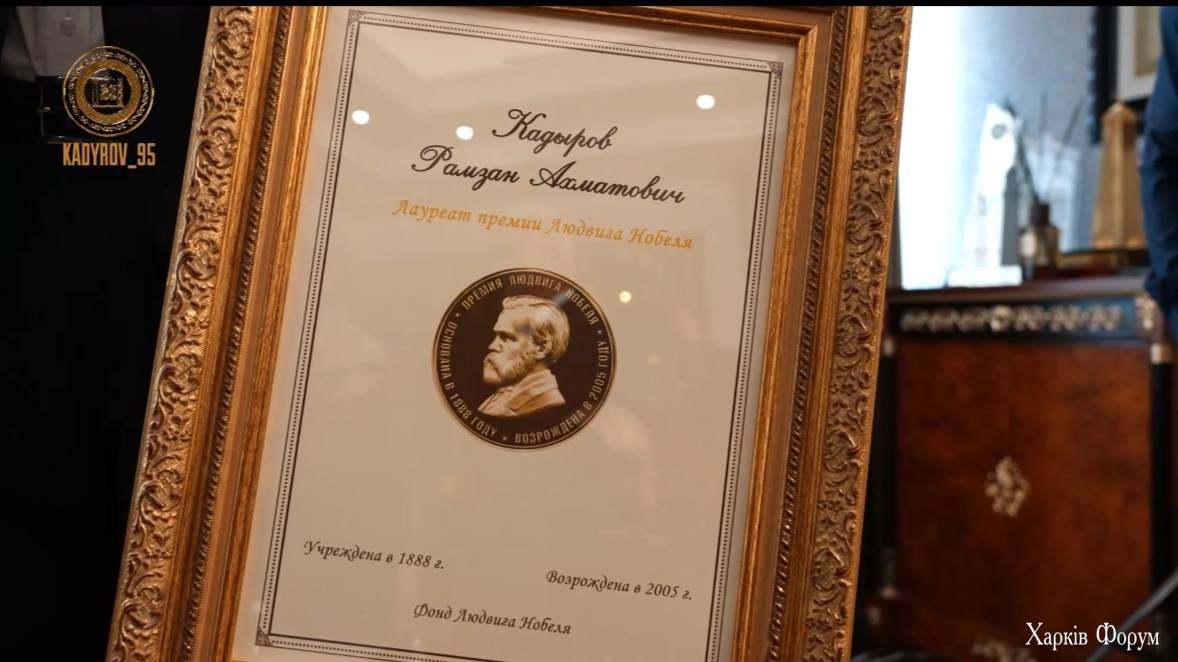 KADYROV_95
Кадыров
Рамзан Ахматович
Лауреат премии Людвига Нобеля
ПРЕМИЯ ЛЮДВИГА НОБЕЛЯ
ОСНОВАНА В 1888 ГОДУ • ВОЗРОЖДЕНА В 2005 ГОДУ
Учреждена в 1888 г.
Возрождена в 2005 г.
Фонд Людвига Нобеля
Харків Форум